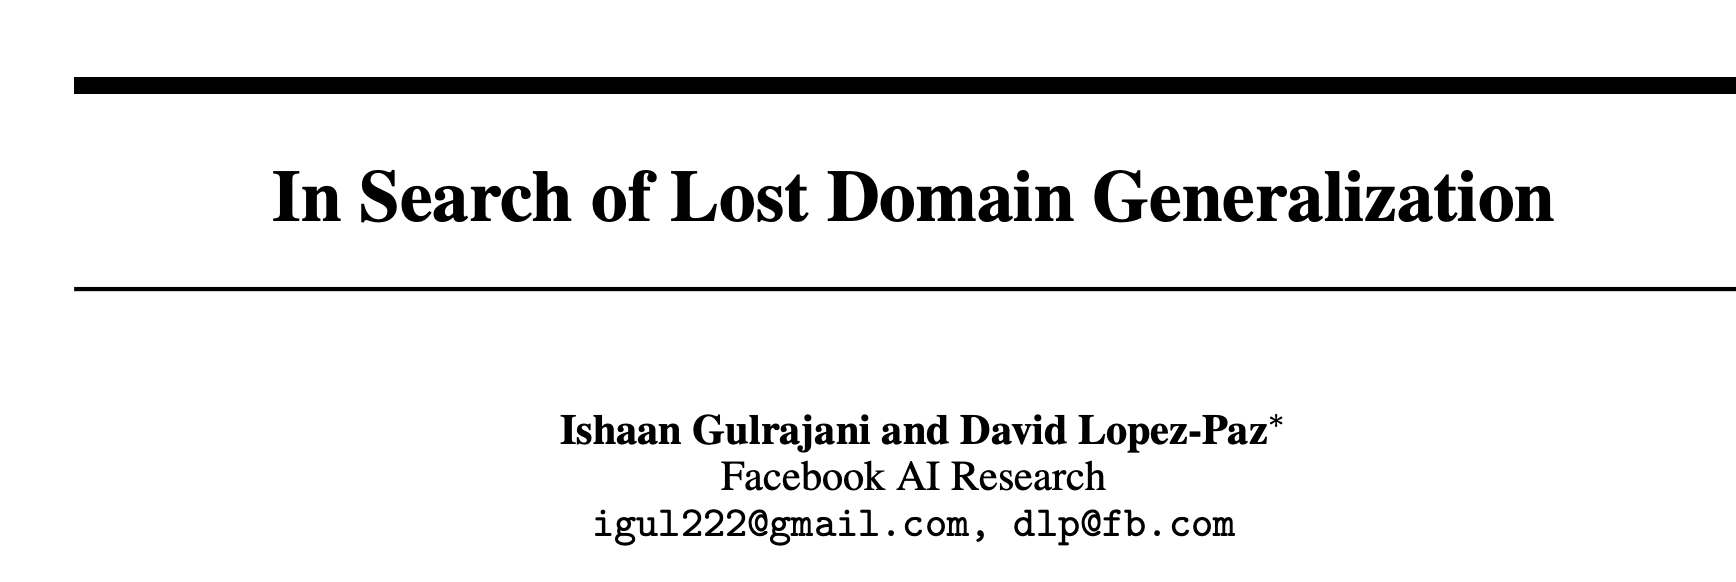 In Search of Lost Domain Generalization
Ishaan Gulrajani and David Lopez-Paz*
Facebook AI Research
igul222@gmail.com, dlp@fb.com